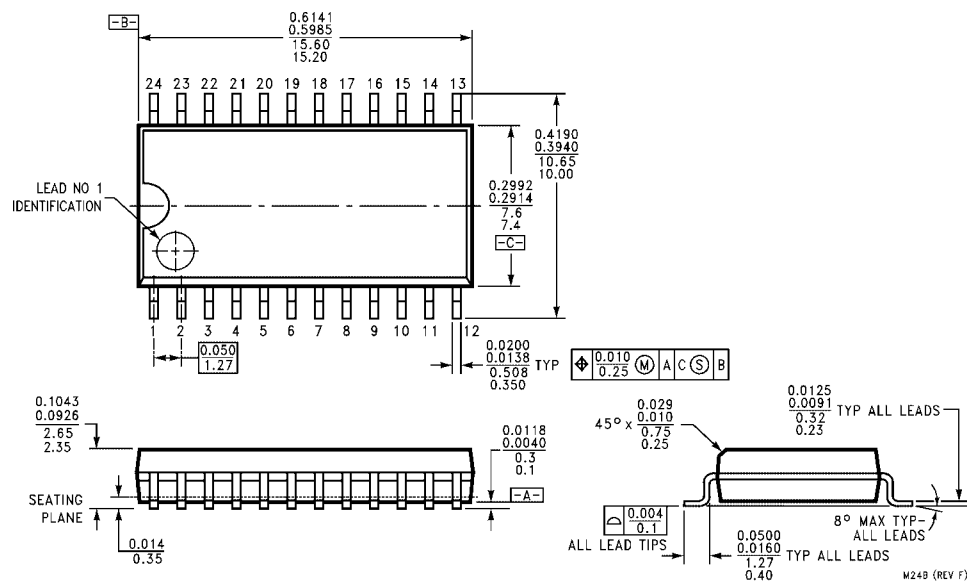 -B-
0.6141
0.5985
15.60
15.20
24 23 22 21 20 19 18 17 16 15 14 13
LEAD NO 1
IDENTIFICATION
0.4190
0.3940
10.65
10.00
0.2992
0.2914
7.6
7.4
-C-
1 2 3 4 5 6 7 8 9 10 11 12
0.050
1.27
0.0200
0.0138
0.508
0.350
TYP
⌖ 0.010
0.25 Ⓜ A C Ⓢ B
0.1043
0.0926
2.65
2.35
SEATING
PLANE
0.014
0.35
0.0118
0.0040
0.3
0.1
-A-
45° x
0.029
0.010
0.75
0.25
0.0125
0.0091
0.32
0.23
TYP ALL LEADS
0.004
0.1
ALL LEAD TIPS
0.0500
0.0160
1.27
0.40
TYP ALL LEADS
8° MAX TYP-
ALL LEADS
M24B (REV F)